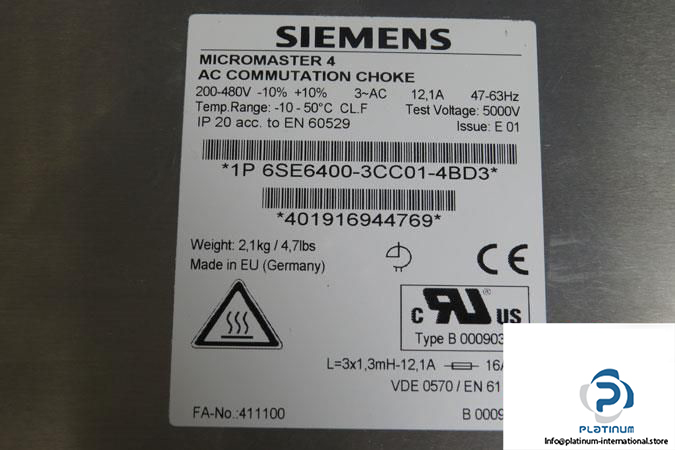 SIEMENS
MICROMASTER 4
AC COMMUTATION CHOKE
200-480V -10% +10% 3~AC 12,1A 47-63Hz
Temp.Range: -10 - 50°C CL.F Test Voltage: 5000V
IP 20 acc. to EN 60529 Issue: E 01
*1P 6SE6400-3CC01-4BD3*
*401916944769*
Weight: 2,1kg / 4,7lbs
Made in EU (Germany)
CE
c RU ® US
Type B 000903
L=3x1,3mH-12,1A 16A
VDE 0570 / EN 61
FA-No.:411100 B 0009
PLATINUM
Info@platinum-international.store